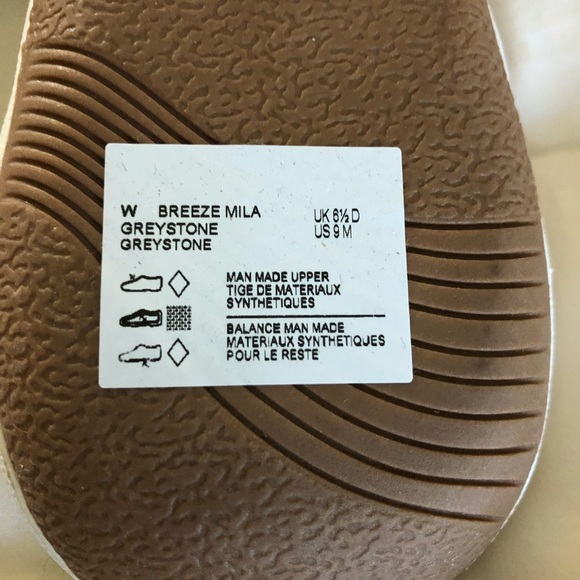 W BREEZE MILA UK 6½ D
GREYSTONE US 9 M
GREYSTONE
MAN MADE UPPER
TIGE DE MATERIAUX
SYNTHETIQUES
BALANCE MAN MADE
MATERIAUX SYNTHETIQUES
POUR LE RESTE